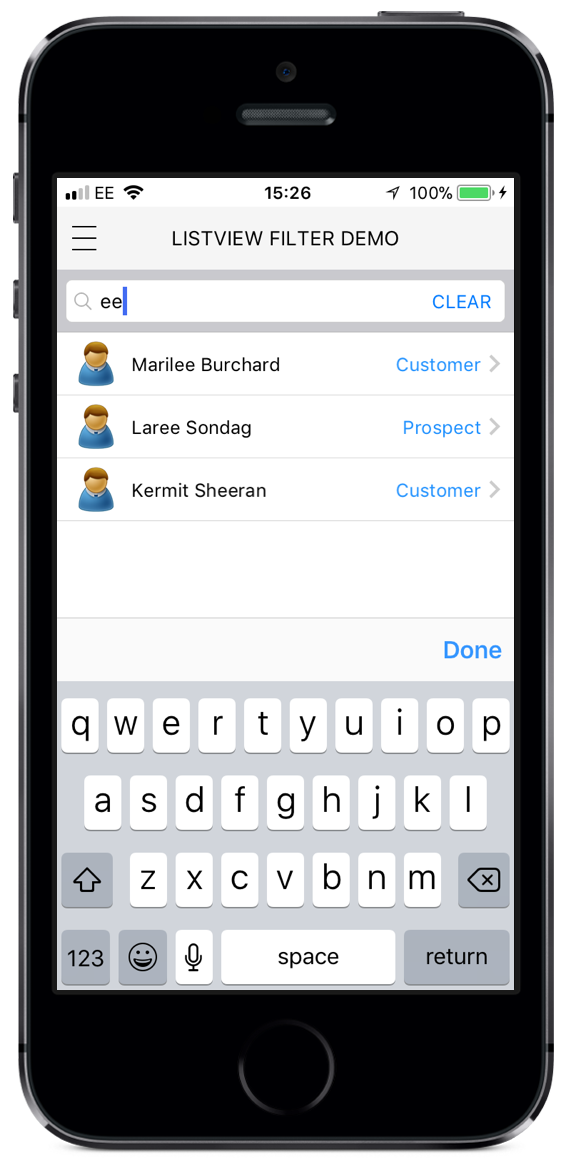 EE 15:26 100%
LISTVIEW FILTER DEMO
ee CLEAR
Marilee Burchard Customer
Laree Sondag Prospect
Kermit Sheeran Customer
Done
q w e r t y u i o p
a s d f g h j k l
z x c v b n m
123 space return